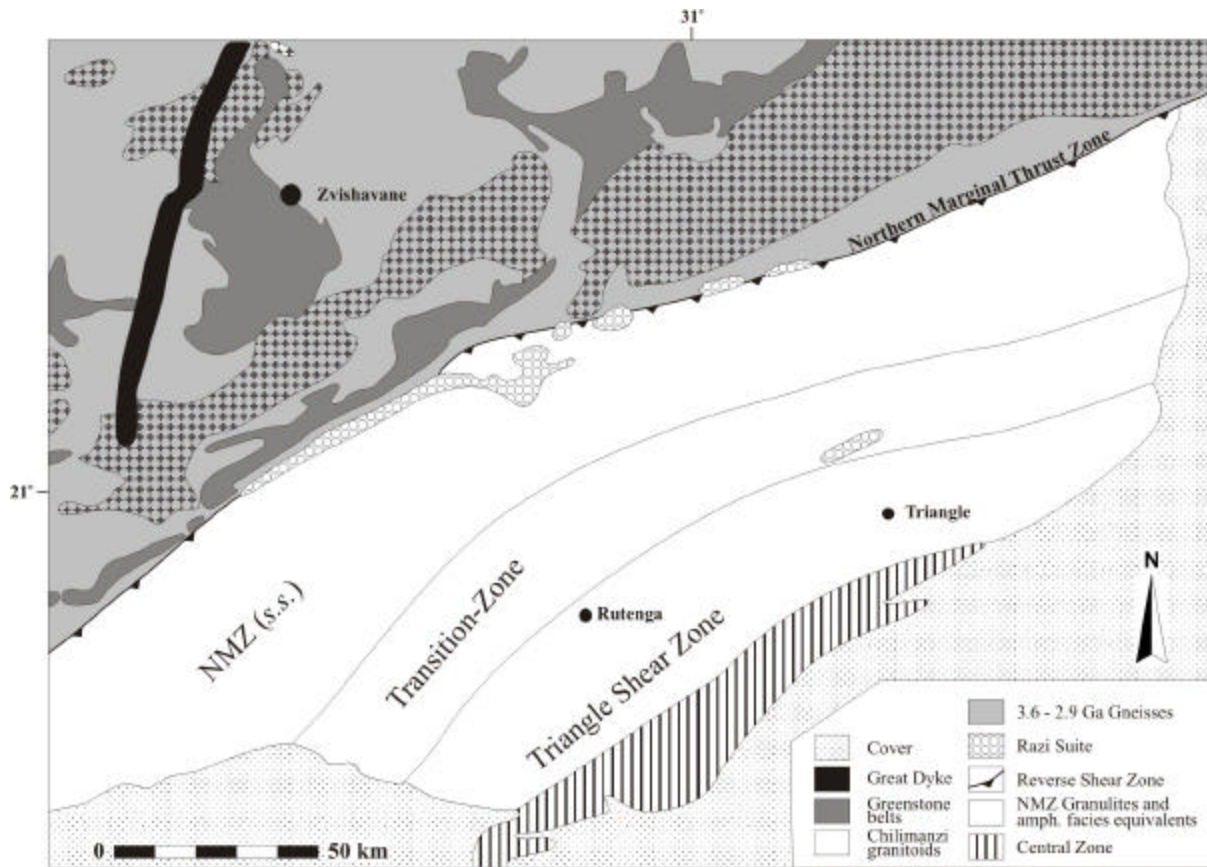 31°
Zvishavane
Northern Marginal Thrust Zone
21°
Triangle
NMZ (s.s.)
Transition-Zone
Rutenga
Triangle Shear Zone
N
0 50 km
Cover
Great Dyke
Greenstone
belts
Chilimanzi
granitoids
3.6 - 2.9 Ga Gneisses
Razi Suite
Reverse Shear Zone
NMZ Granulites and
amph. facies equivalents
Central Zone